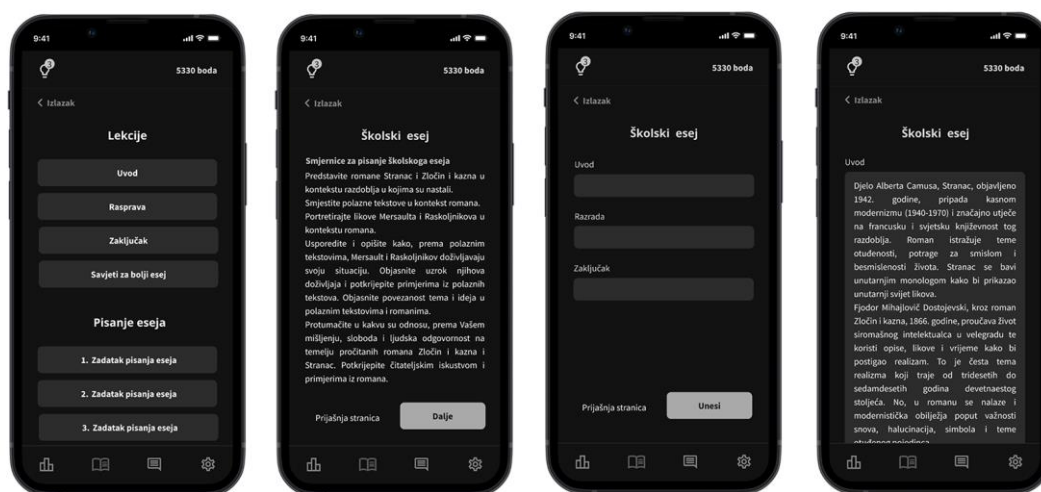 9:41
3
5330 boda
Izlazak
Lekcije
Uvod
Rasprava
Zaključak
Savjeti za bolji esej
Pisanje eseja
1. Zadatak pisanja eseja
2. Zadatak pisanja eseja
3. Zadatak pisanja eseja
9:41
3
5330 boda
Izlazak
Školski esej
Smjernice za pisanje školskoga eseja
Predstavite romane Stranac i Zločin i kazna u
kontekstu razdoblja u kojima su nastali.
Smjestite polazne tekstove u kontekst romana.
Portretirajte likove Mersaulta i Raskoljnikova u
kontekstu romana.
Usporedite i opišite kako, prema polaznim
tekstovima, Mersault i Raskoljnikov doživljavaju
svoju situaciju. Objasnite uzrok njihova
doživljaja i potkrijepite primjerima iz polaznih
tekstova. Objasnite povezanost tema i ideja u
polaznim tekstovima i romanima.
Protumačite u kakvu su odnosu, prema Vašem
mišljenju, sloboda i ljudska odgovornost na
temelju pročitanih romana Zločin i kazna i
Stranac. Potkrijepite čitateljskim iskustvom i
primjerima iz romana.
Prijašnja stranica
Dalje
9:41
3
5330 boda
Izlazak
Školski esej
Uvod
Razrada
Zaključak
Prijašnja stranica
Unesi
9:41
3
5330 boda
Izlazak
Školski esej
Uvod
Djelo Alberta Camusa, Stranac, objavljeno
1942. godine, pripada kasnom
modernizmu (1940-1970) i značajno utječe
na francusku i svjetsku književnost tog
razdoblja. Roman istražuje teme
otuđenosti, potrage za smislom i
besmislenosti života. Stranac se bavi
unutarnjim monologom kako bi prikazao
unutarnji svijet likova.
Fjodor Mihajlovič Dostojevski, kroz roman
Zločin i kazna, 1866. godine, proučava život
siromašnog intelektualca u velegradu te
koristi opise, likove i vrijeme kako bi
postigao realizam. To je česta tema
realizma koji traje od tridesetih do
sedamdesetih godina devetnaestog
stoljeća. No, u romanu se nalaze i
modernistička obilježja poput važnosti
snova, halucinacija, simbola i teme
otuđenog pojedinca.